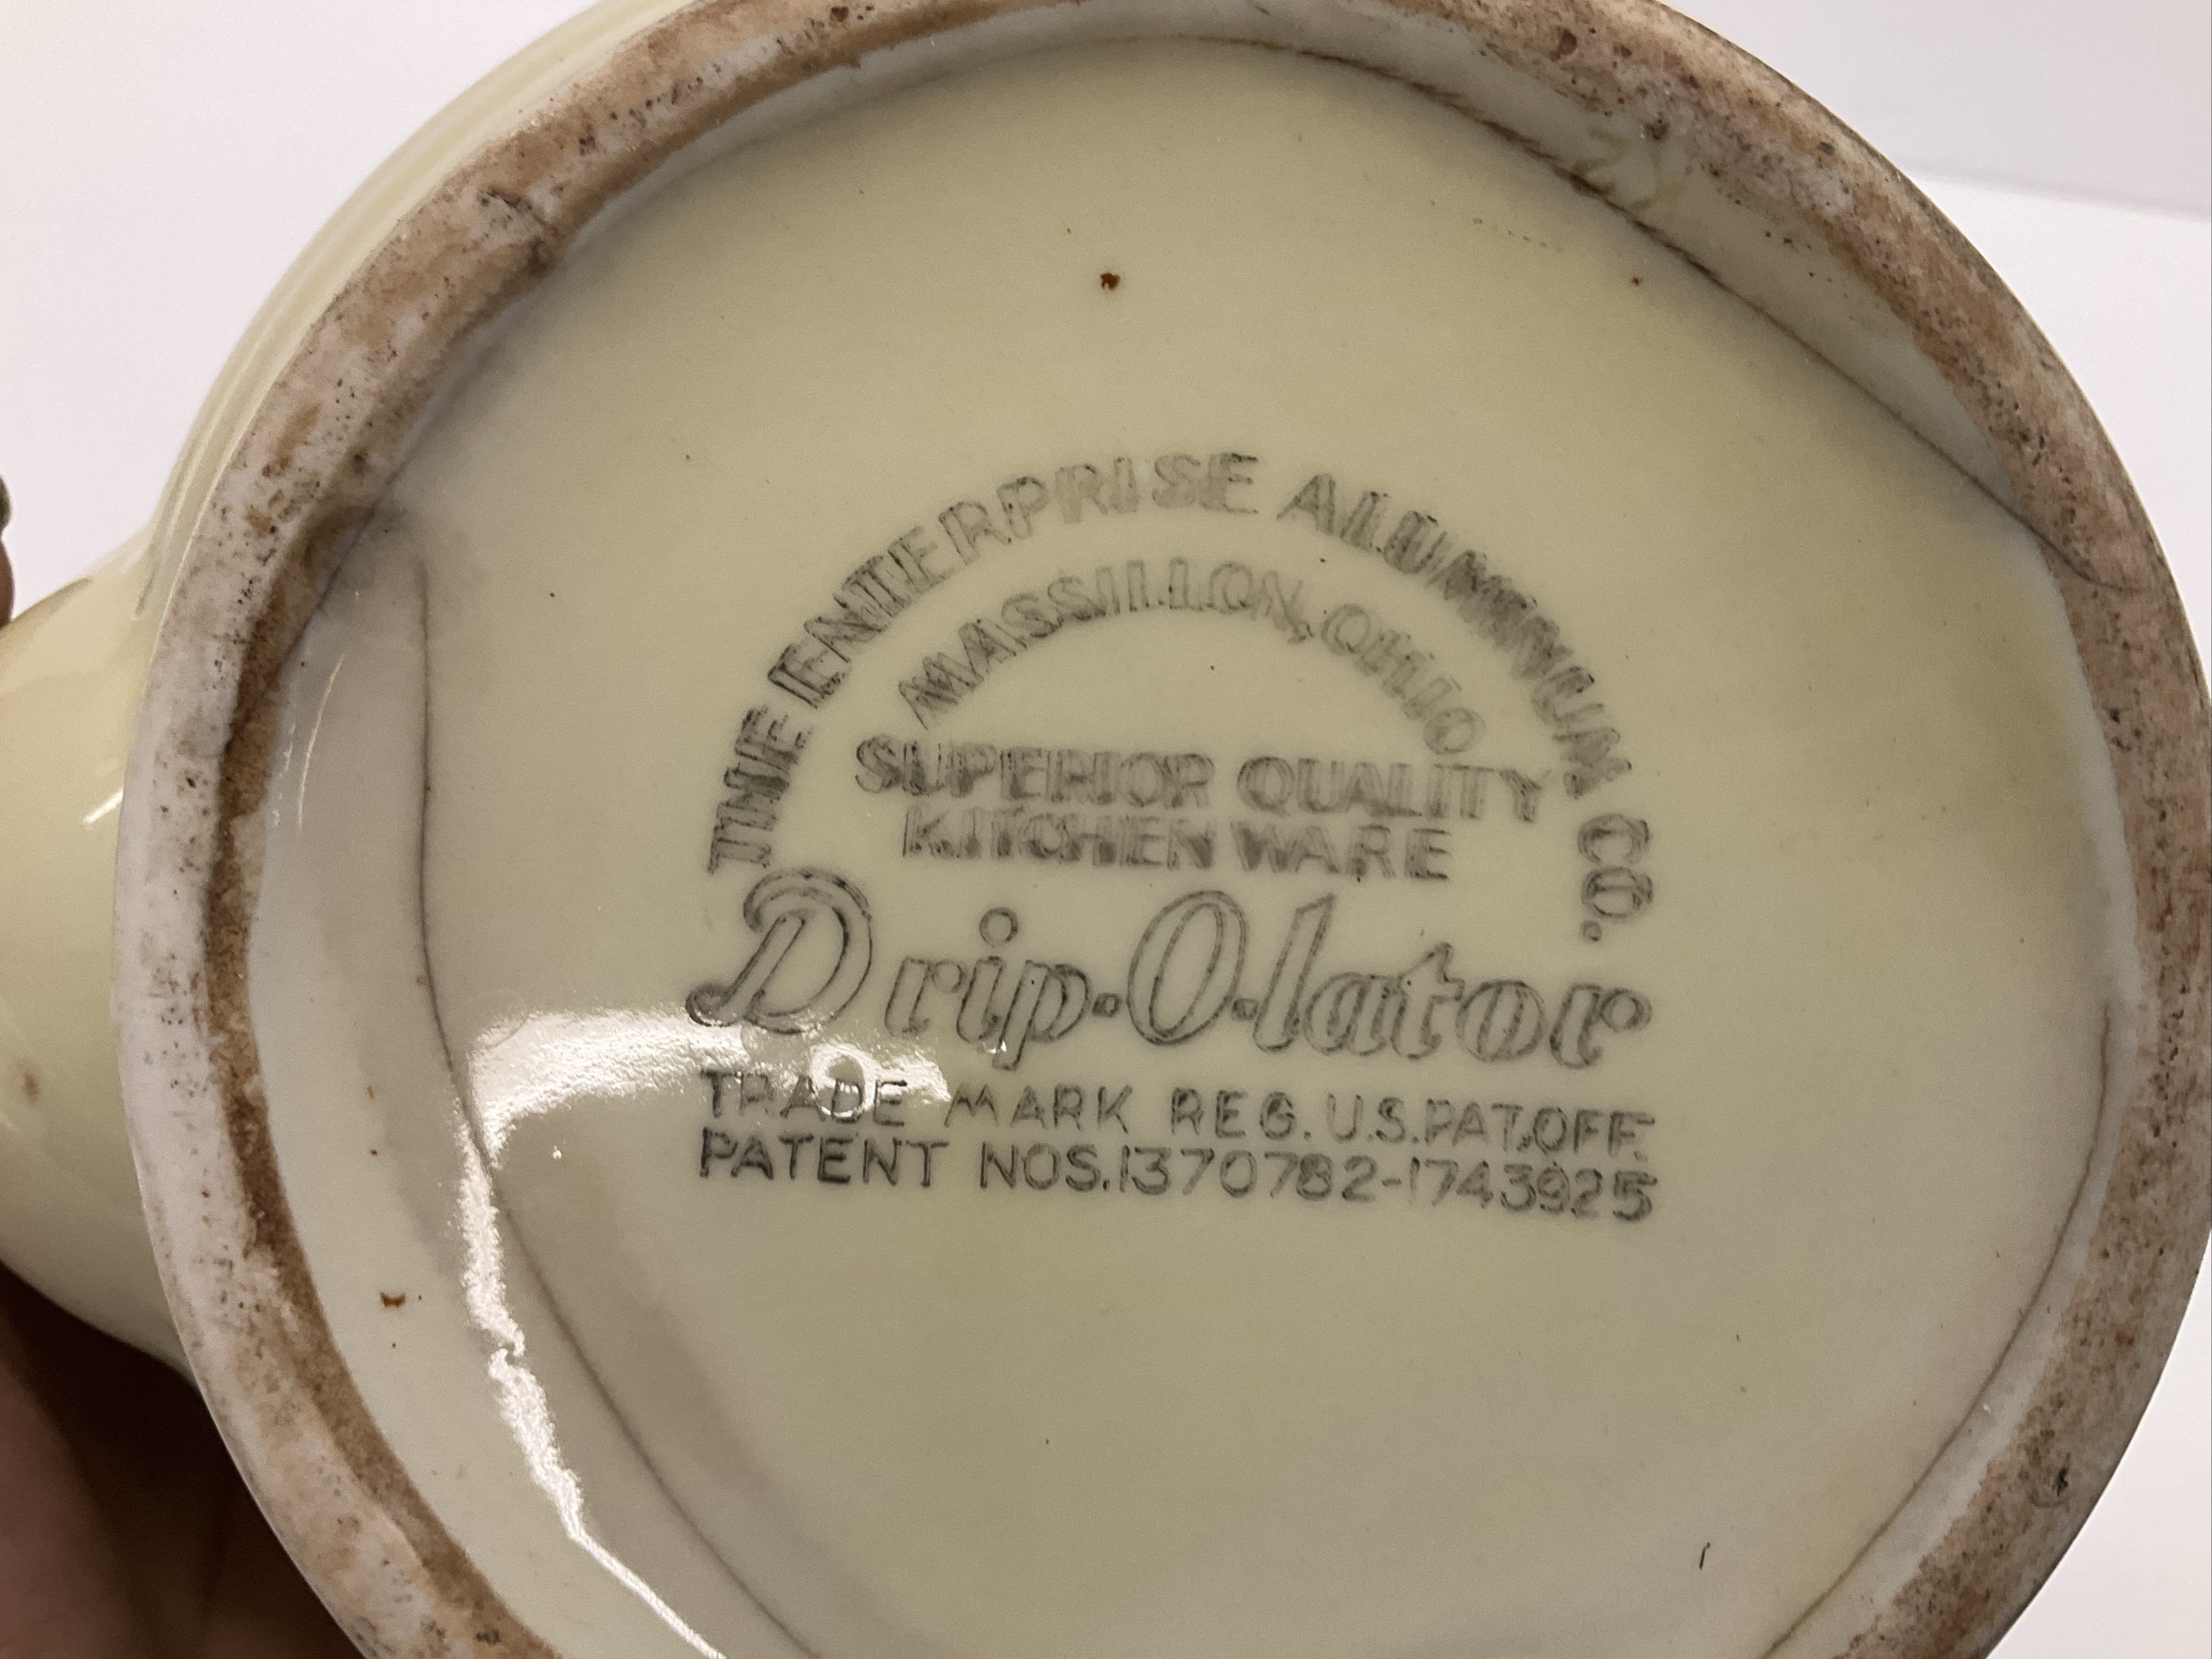 THE ENTERPRISE ALUMINUM CO.
MASSILLON, OHIO
SUPERIOR QUALITY
KITCHEN WARE
Drip-O-lator
TRADE MARK REG. U.S. PAT. OFF.
PATENT NOS. 1370782-1743925